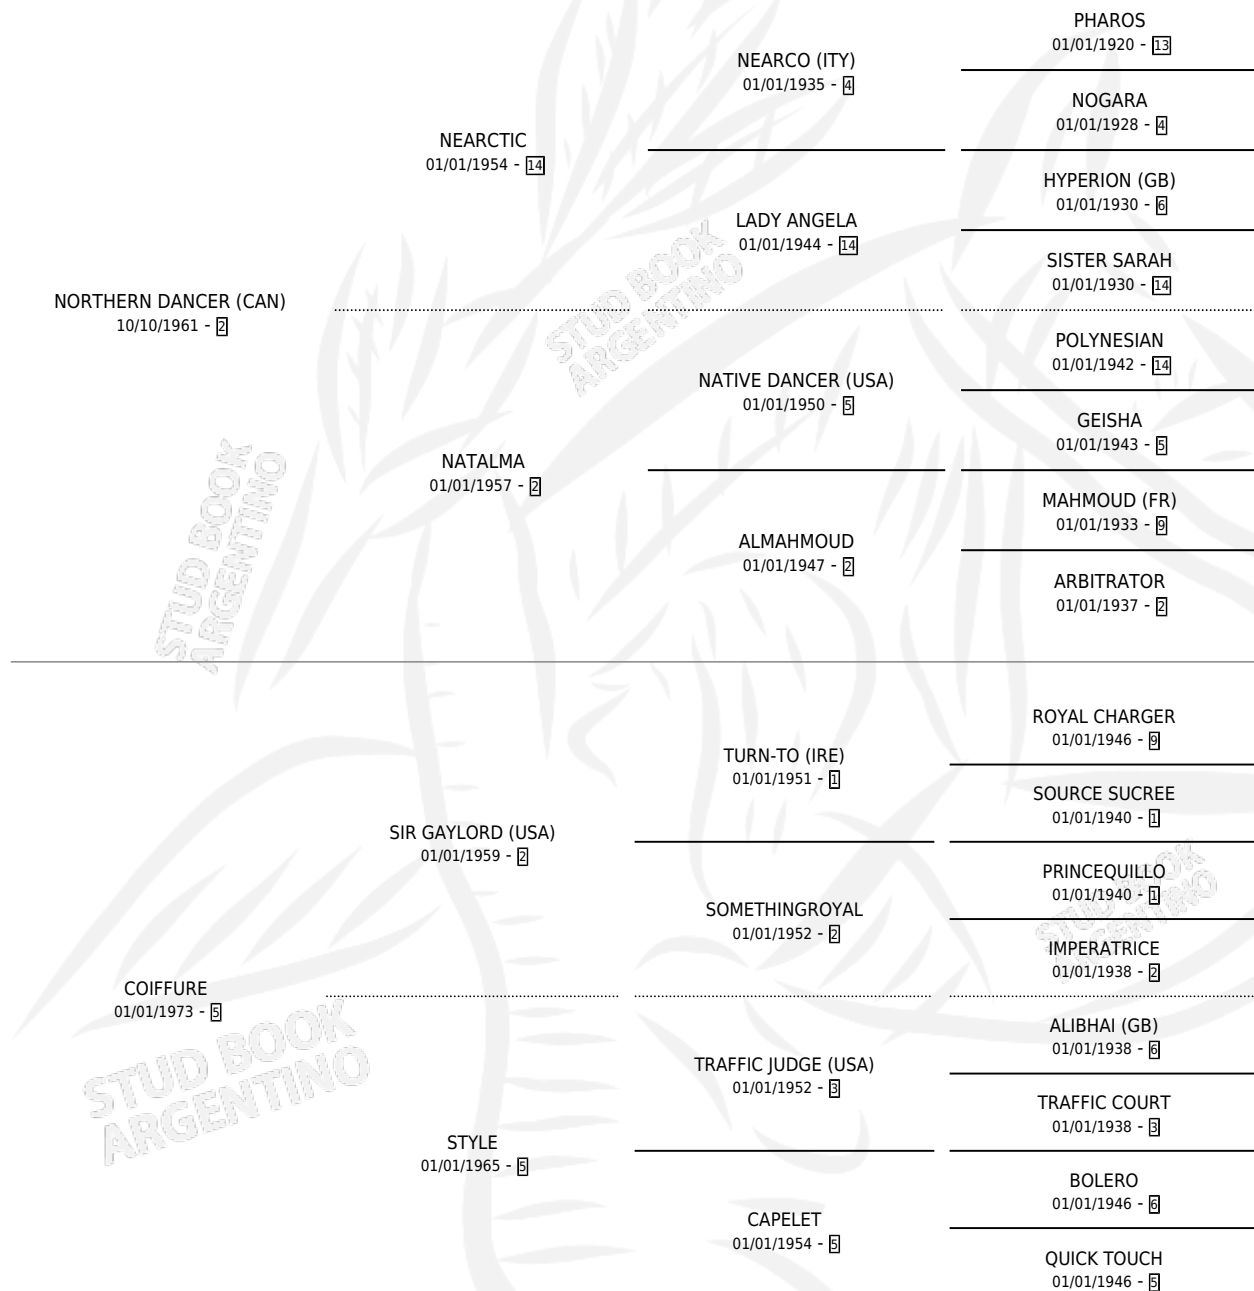 PHAROS
01/01/1920 - 13
NEARCO (ITY)
01/01/1935 - 4
NOGARA
01/01/1928 - 4
NEARCTIC
01/01/1954 - 14
HYPERION (GB)
01/01/1930 - 6
LADY ANGELA
01/01/1944 - 14
SISTER SARAH
01/01/1930 - 14
NORTHERN DANCER (CAN)
10/10/1961 - 2
STUD BOOK
ARGENTINO
POLYNESIAN
01/01/1942 - 14
NATIVE DANCER (USA)
01/01/1950 - 5
GEISHA
01/01/1943 - 5
NATALMA
01/01/1957 - 2
MAHMOUD (FR)
01/01/1933 - 9
ALMAHMOUD
01/01/1947 - 2
ARBITRATOR
01/01/1937 - 2
STUD BOOK
ARGENTINO
ROYAL CHARGER
01/01/1946 - 9
TURN-TO (IRE)
01/01/1951 - 1
SOURCE SUCREE
01/01/1940 - 1
SIR GAYLORD (USA)
01/01/1959 - 2
PRINCEQUILLO
01/01/1940 - 1
STUD BOOK
ARGENTINO
SOMETHINGROYAL
01/01/1952 - 2
IMPERATRICE
01/01/1938 - 2
COIFFURE
01/01/1973 - 5
STUD BOOK
ARGENTINO
ALIBHAI (GB)
01/01/1938 - 6
TRAFFIC JUDGE (USA)
01/01/1952 - 3
TRAFFIC COURT
01/01/1938 - 3
STYLE
01/01/1965 - 5
BOLERO
01/01/1946 - 6
CAPELET
01/01/1954 - 5
QUICK TOUCH
01/01/1946 - 5